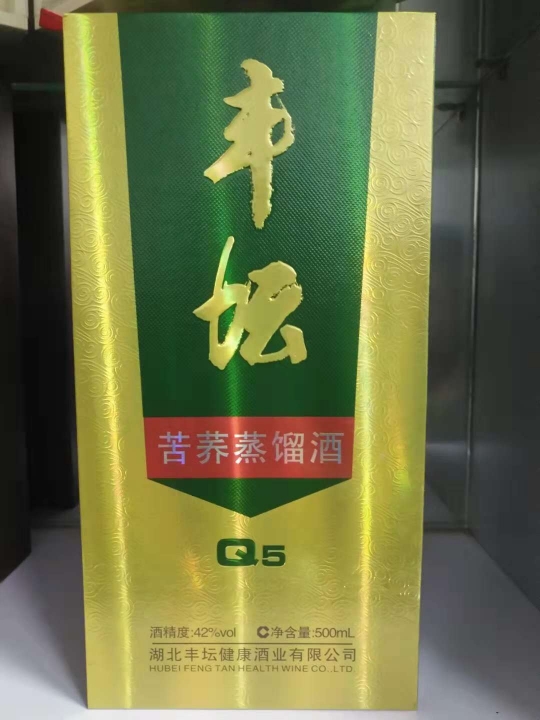 丰
坛
苦荞蒸馏酒
Q5
酒精度:42%vol C净含量:500mL
湖北丰坛健康酒业有限公司
HUBEI FENG TAN HEALTH WINE CO.,LTD.